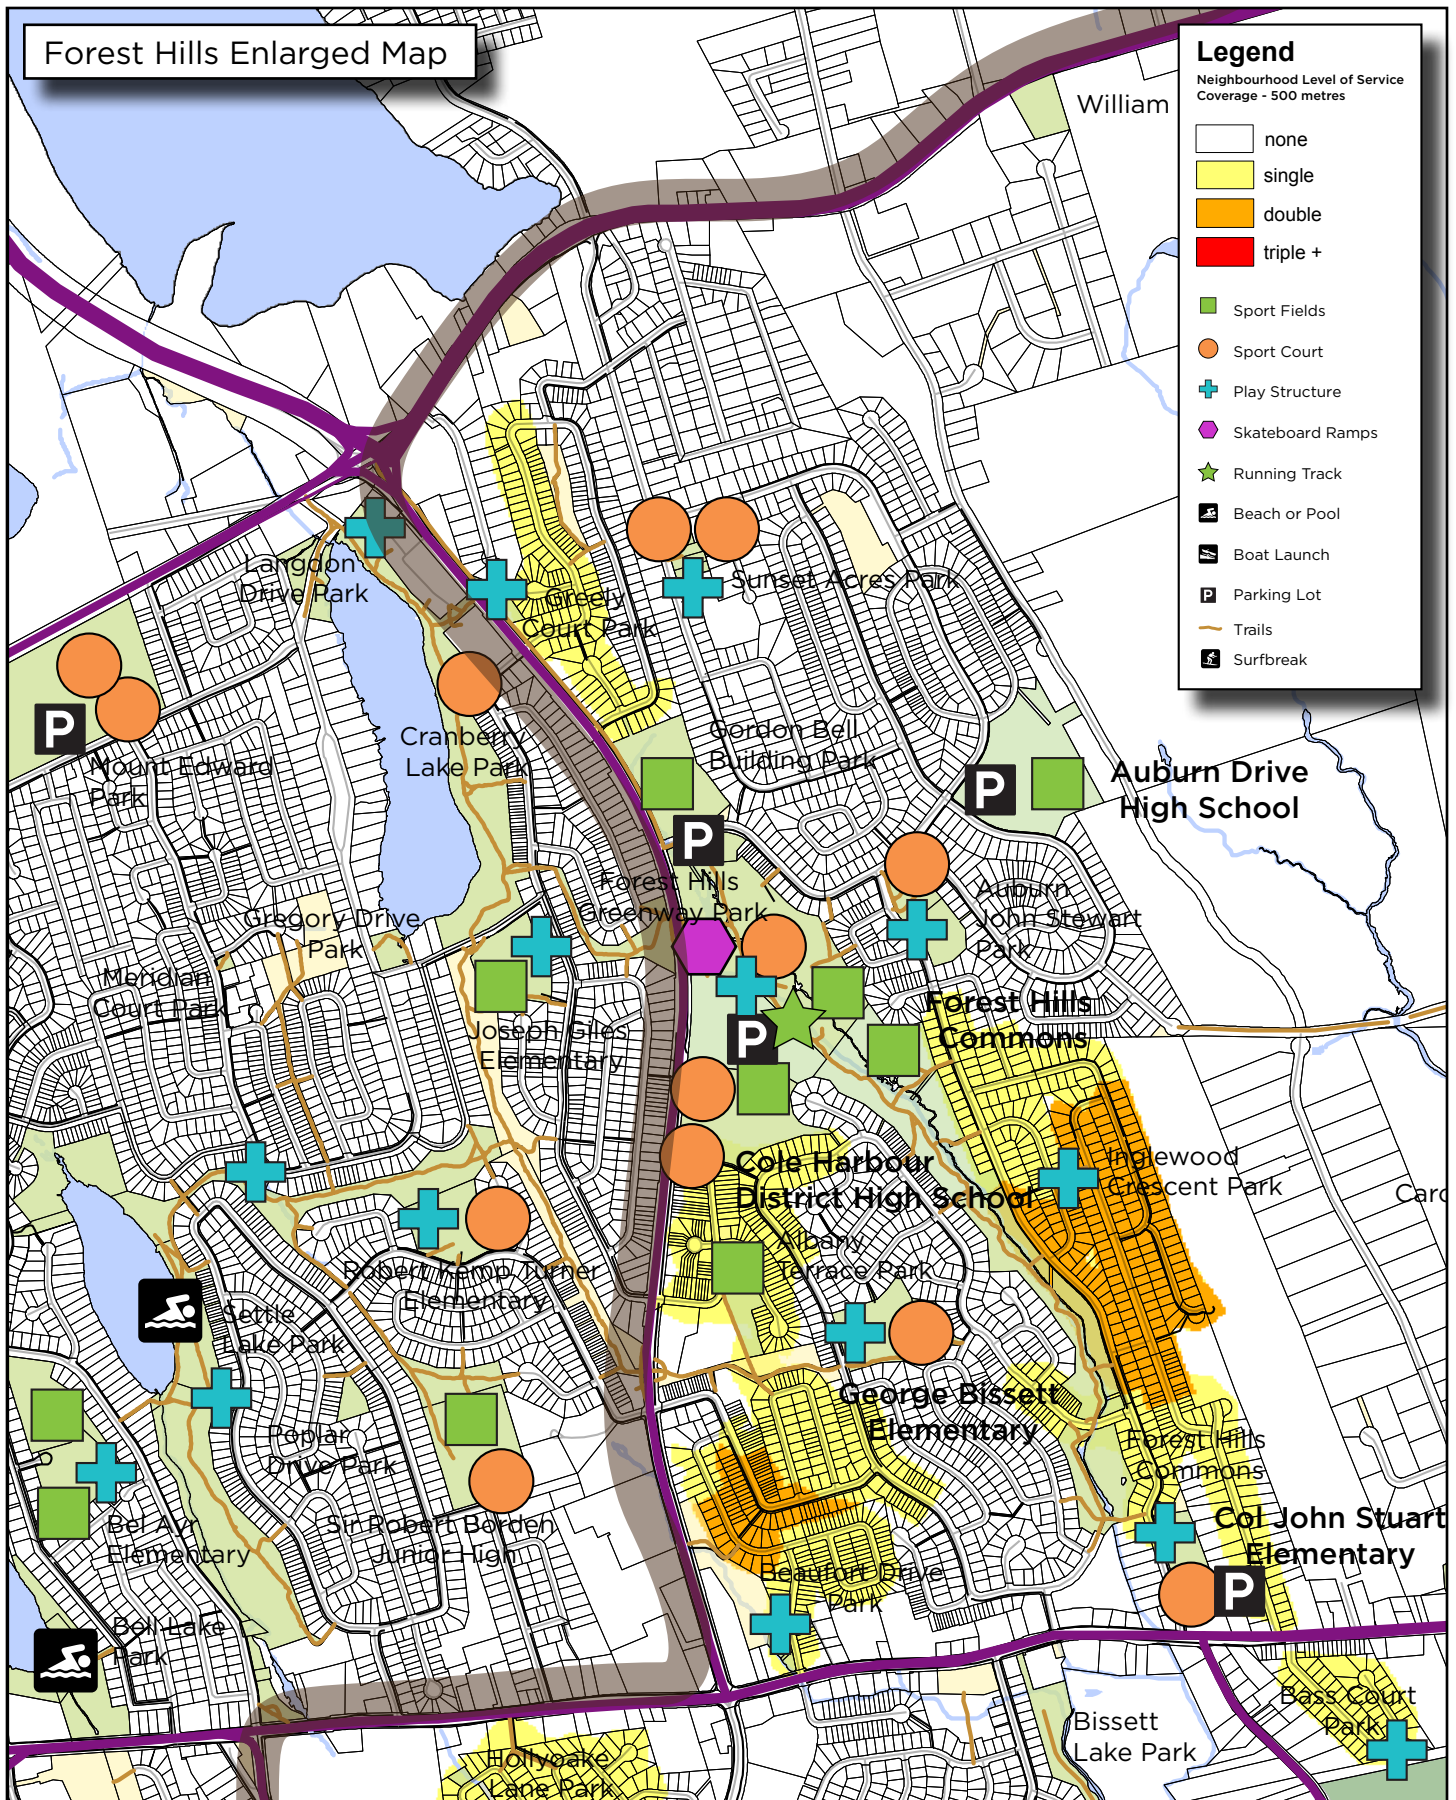 Forest Hills Enlarged Map
William
Legend
Neighbourhood Level of Service
Coverage - 500 metres
none
single
double
triple +
Sport Fields
Sport Court
Play Structure
Skateboard Ramps
Running Track
Beach or Pool
Boat Launch
P Parking Lot
Trails
Surfbreak
Langdon
Drive Park
Greely
Court Park
Sunset Acres Park
P
Mount Edward
Park
Cranberry
Lake Park
Gordon Bell
Building Park
P
Auburn Drive
High School
P
Forest Hills
Greenway Park
Auburn
John Stewart
Park
Gregory Drive
Park
Meridian
Court Park
Joseph Giles
Elementary
P
Forest Hills
Commons
Cole Harbour
District High School
Inglewood
Crescent Park
Caro
Albany
Terrace Park
Robert Kemp Turner
Elementary
Settle
Lake Park
George Bissett
Elementary
Poplar
Drive Park
Forest Hills
Commons
Bel Ayr
Elementary
Sir Robert Borden
Junior High
Col John Stuart
Elementary
P
Beaufort Drive
Park
Bell Lake
Park
Bass Court
Park
Bissett
Lake Park
Hollyoake
Lane Park